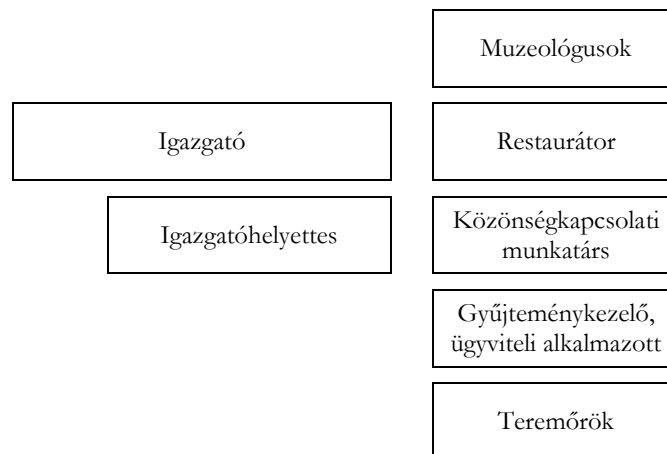 Muzeológusok
Igazgató
Restaurátor
Igazgatóhelyettes
Közönségkapcsolati
munkatárs
Gyűjteménykezelő,
ügyviteli alkalmazott
Teremőrök